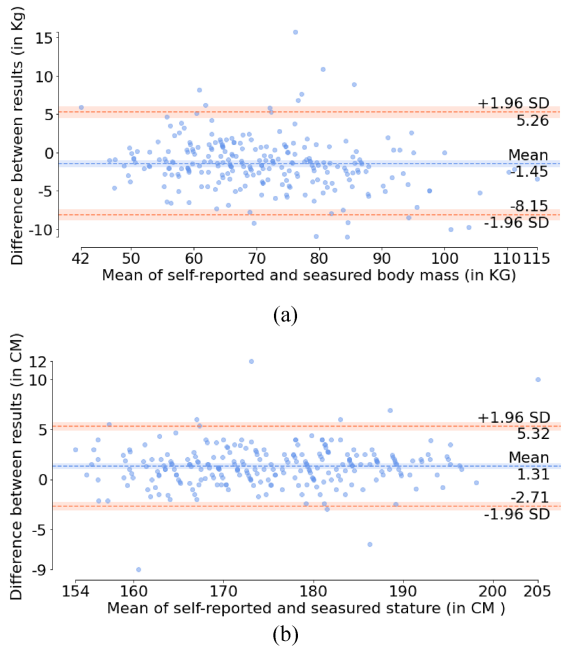 Difference between results (in Kg)
15
10
5
0
-5
-10
+1.96 SD
5.26
Mean
-1.45
-8.15
-1.96 SD
42 50 60 70 80 90 100 110 115
Mean of self-reported and seasured body mass (in KG)
(a)
Difference between results (in CM)
12
10
5
0
-5
-9
+1.96 SD
5.32
Mean
1.31
-2.71
-1.96 SD
154 160 170 180 190 200 205
Mean of self-reported and seasured stature (in CM )
(b)